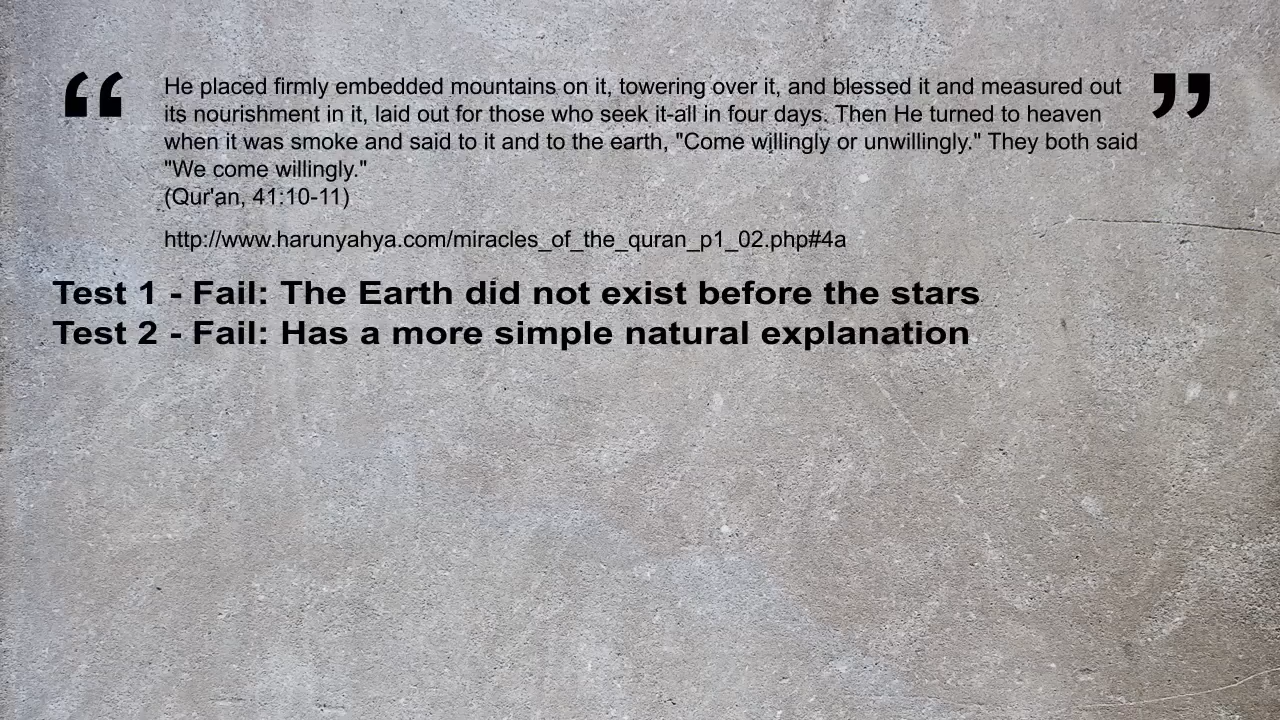 “ He placed firmly embedded mountains on it, towering over it, and blessed it and measured out ”
its nourishment in it, laid out for those who seek it-all in four days. Then He turned to heaven
when it was smoke and said to it and to the earth, "Come willingly or unwillingly." They both said
"We come willingly."
(Qur'an, 41:10-11)
http://www.harunyahya.com/miracles_of_the_quran_p1_02.php#4a
Test 1 - Fail: The Earth did not exist before the stars
Test 2 - Fail: Has a more simple natural explanation